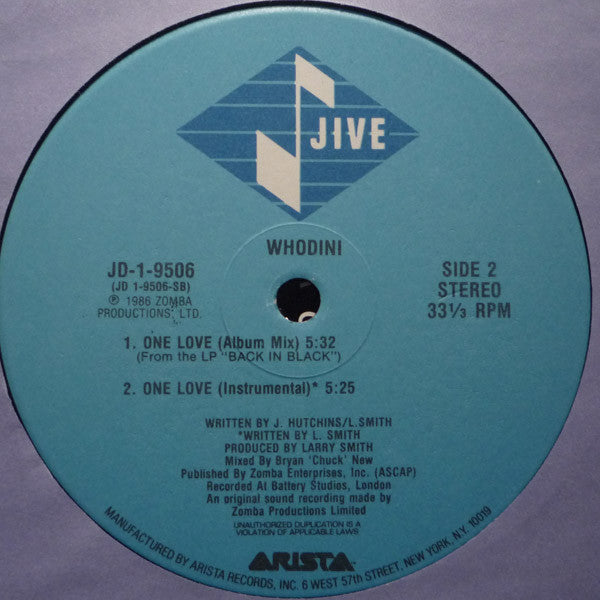 JIVE
WHODINI
JD-1-9506
(JD 1-9506-SB)
℗ 1986 ZOMBA
PRODUCTIONS, LTD.
SIDE 2
STEREO
33⅓ RPM
1. ONE LOVE (Album Mix) 5:32
(From the LP "BACK IN BLACK")
2. ONE LOVE (Instrumental)* 5:25
WRITTEN BY J. HUTCHINS/L.SMITH
*WRITTEN BY L. SMITH
PRODUCED BY LARRY SMITH
Mixed By Bryan 'Chuck' New
Published By Zomba Enterprises, Inc. (ASCAP)
Recorded At Battery Studios, London
An original sound recording made by
Zomba Productions Limited
UNAUTHORIZED DUPLICATION IS A
VIOLATION OF APPLICABLE LAWS
ARISTA
MANUFACTURED BY ARISTA RECORDS, INC. 6 WEST 57th STREET, NEW YORK, N.Y. 10019